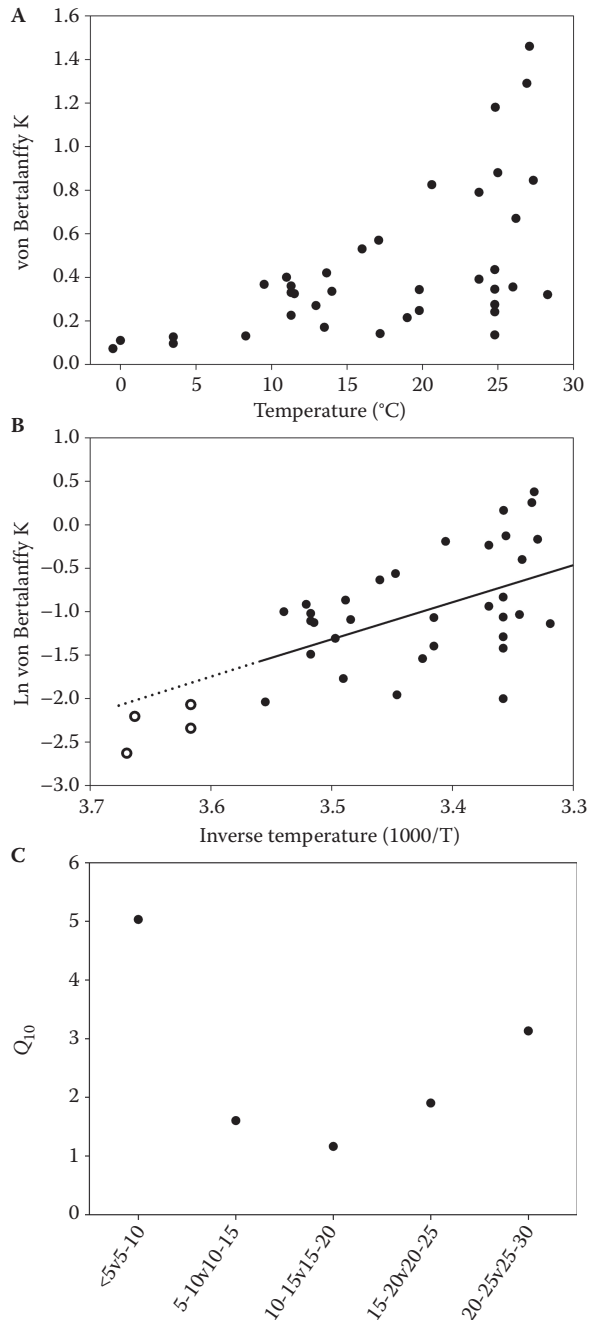 A
1.6
1.4
1.2
1.0
0.8
0.6
0.4
0.2
0.0
von Bertalanffy K
0 5 10 15 20 25 30
Temperature (°C)
B
1.0
0.5
0.0
−0.5
−1.0
−1.5
−2.0
−2.5
−3.0
Ln von Bertalanffy K
3.7 3.6 3.5 3.4 3.3
Inverse temperature (1000/T)
C
6
5
4
3
2
1
0
Q10
<5v5-10
5-10v10-15
10-15v15-20
15-20v20-25
20-25v25-30